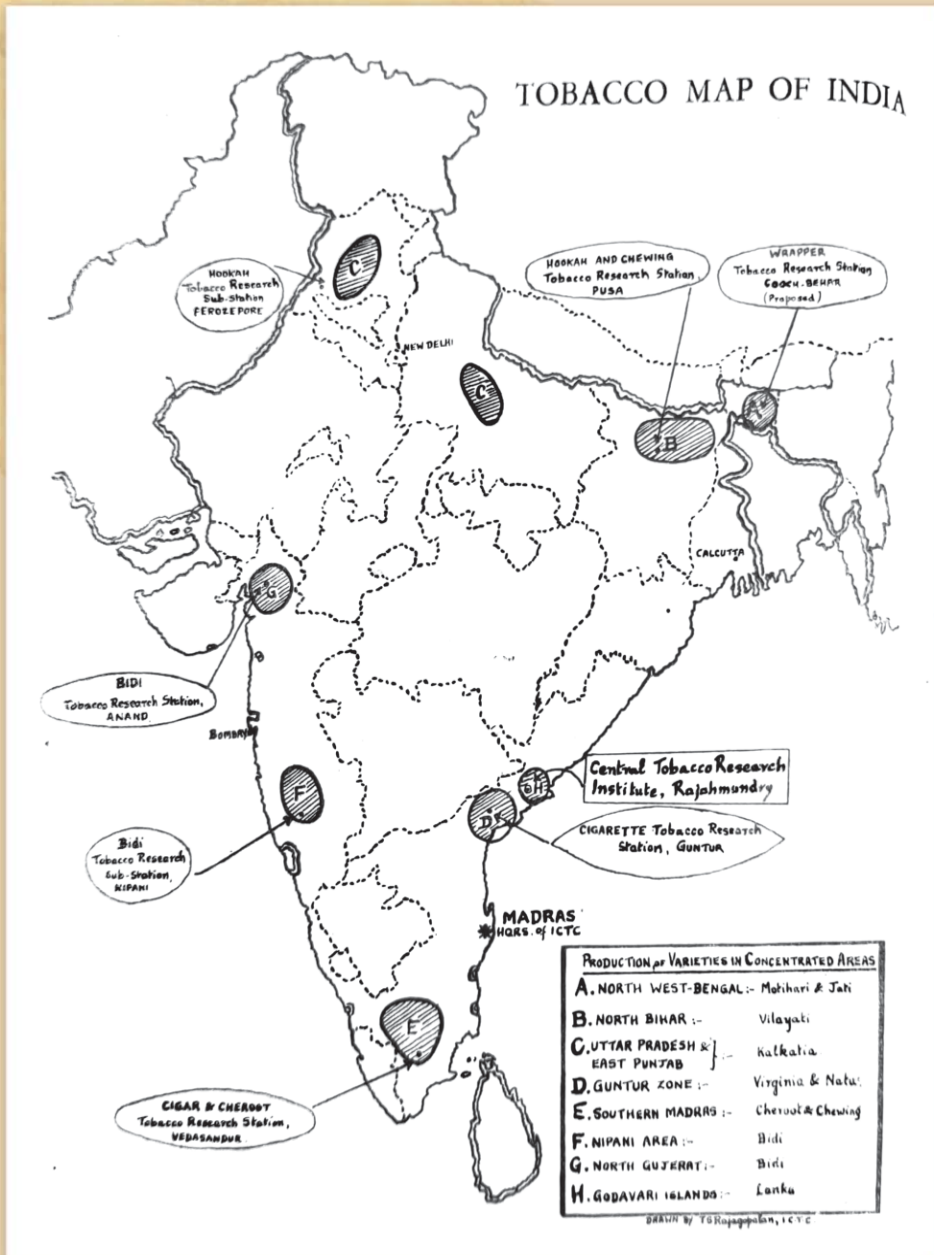 TOBACCO MAP OF INDIA
HOOKAH
Tobacco Research
Sub-Station
FEROZEPORE
C
HOOKAH AND CHEWING
Tobacco Research Station,
PUSA
WRAPPER
Tobacco Research Station
COOCH-BEHAR
(Proposed)
NEW DELHI
C
A
B
CALCUTTA
G
BIDI
Tobacco Research Station,
ANAND
BOMBAY
F
Bidi
Tobacco Research
Sub-Station,
NIPANI
H
Central Tobacco Research
Institute, Rajahmundry
D
CIGARETTE Tobacco Research
Station, GUNTUR
MADRAS
HQRS. of ICTC
E
CIGAR & CHEROOT
Tobacco Research Station,
VEDASANDUR
PRODUCTION of VARIETIES IN CONCENTRATED AREAS
A. NORTH WEST-BENGAL :- Motihari & Jati
B. NORTH BIHAR :- Vilayati
C. UTTAR PRADESH &
EAST PUNJAB } :- Kalkatia
D. GUNTUR ZONE :- Virginia & Natu
E. SOUTHERN MADRAS :- Cheroot & Chewing
F. NIPANI AREA :- Bidi
G. NORTH GUJERAT :- Bidi
H. GODAVARI ISLANDS :- Lanka
DRAWN BY TS Rajagopalan, ICTC